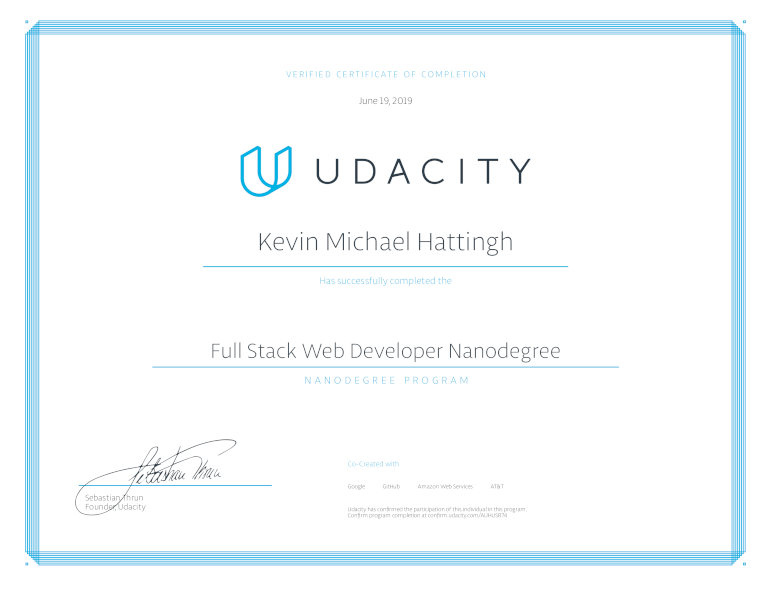 VERIFIED CERTIFICATE OF COMPLETION
June 19, 2019
UDACITY
Kevin Michael Hattingh
Has successfully completed the
Full Stack Web Developer Nanodegree
NANODEGREE PROGRAM
Sebastian Thrun
Co-Created with
Google GitHub Amazon Web Services AT&T
Sebastian Thrun
Founder, Udacity
Udacity has confirmed the participation of this individual in this program.
Confirm program completion at confirm.udacity.com/